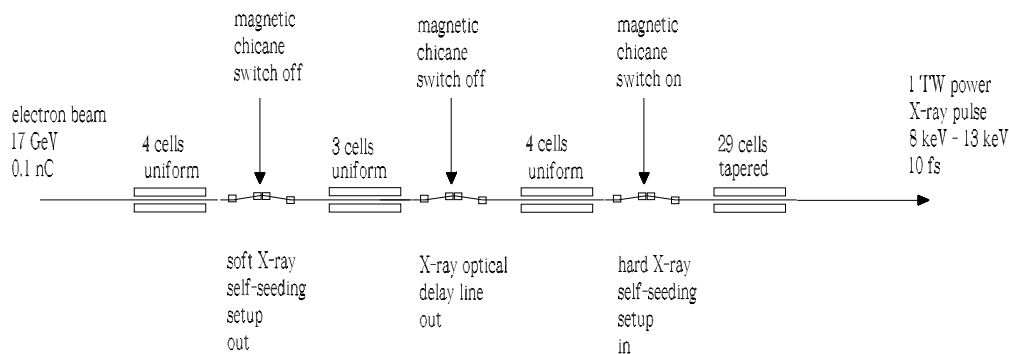 magnetic
chicane
switch off
magnetic
chicane
switch off
magnetic
chicane
switch on
1 TW power
X-ray pulse
8 keV - 13 keV
10 fs
electron beam
17 GeV
0.1 nC
4 cells
uniform
3 cells
uniform
4 cells
uniform
29 cells
tapered
soft X-ray
self-seeding
setup
out
X-ray optical
delay line
out
hard X-ray
self-seeding
setup
in